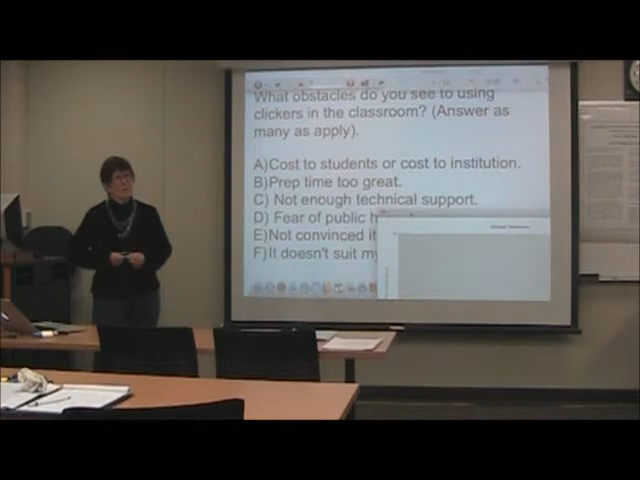 What obstacles do you see to using
clickers in the classroom? (Answer as
many as apply).
A)Cost to students or cost to institution.
B)Prep time too great.
C) Not enough technical support.
D) Fear of public h
E)Not convinced it
F)It doesn't suit my